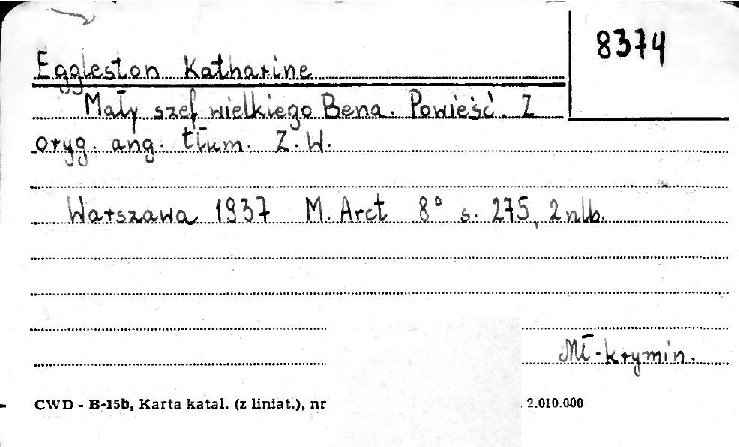 8374
Eggleston Katharine
Mały szef wielkiego Bena. Powieść. Z
oryg. ang. tłum. Z. W.
Warszawa 1937 M. Arct 8° s. 275, 2 nlb.
Mł-krymin.
CWD - B-15b, Karta katal. (z liniat.), nr . 2.010.000